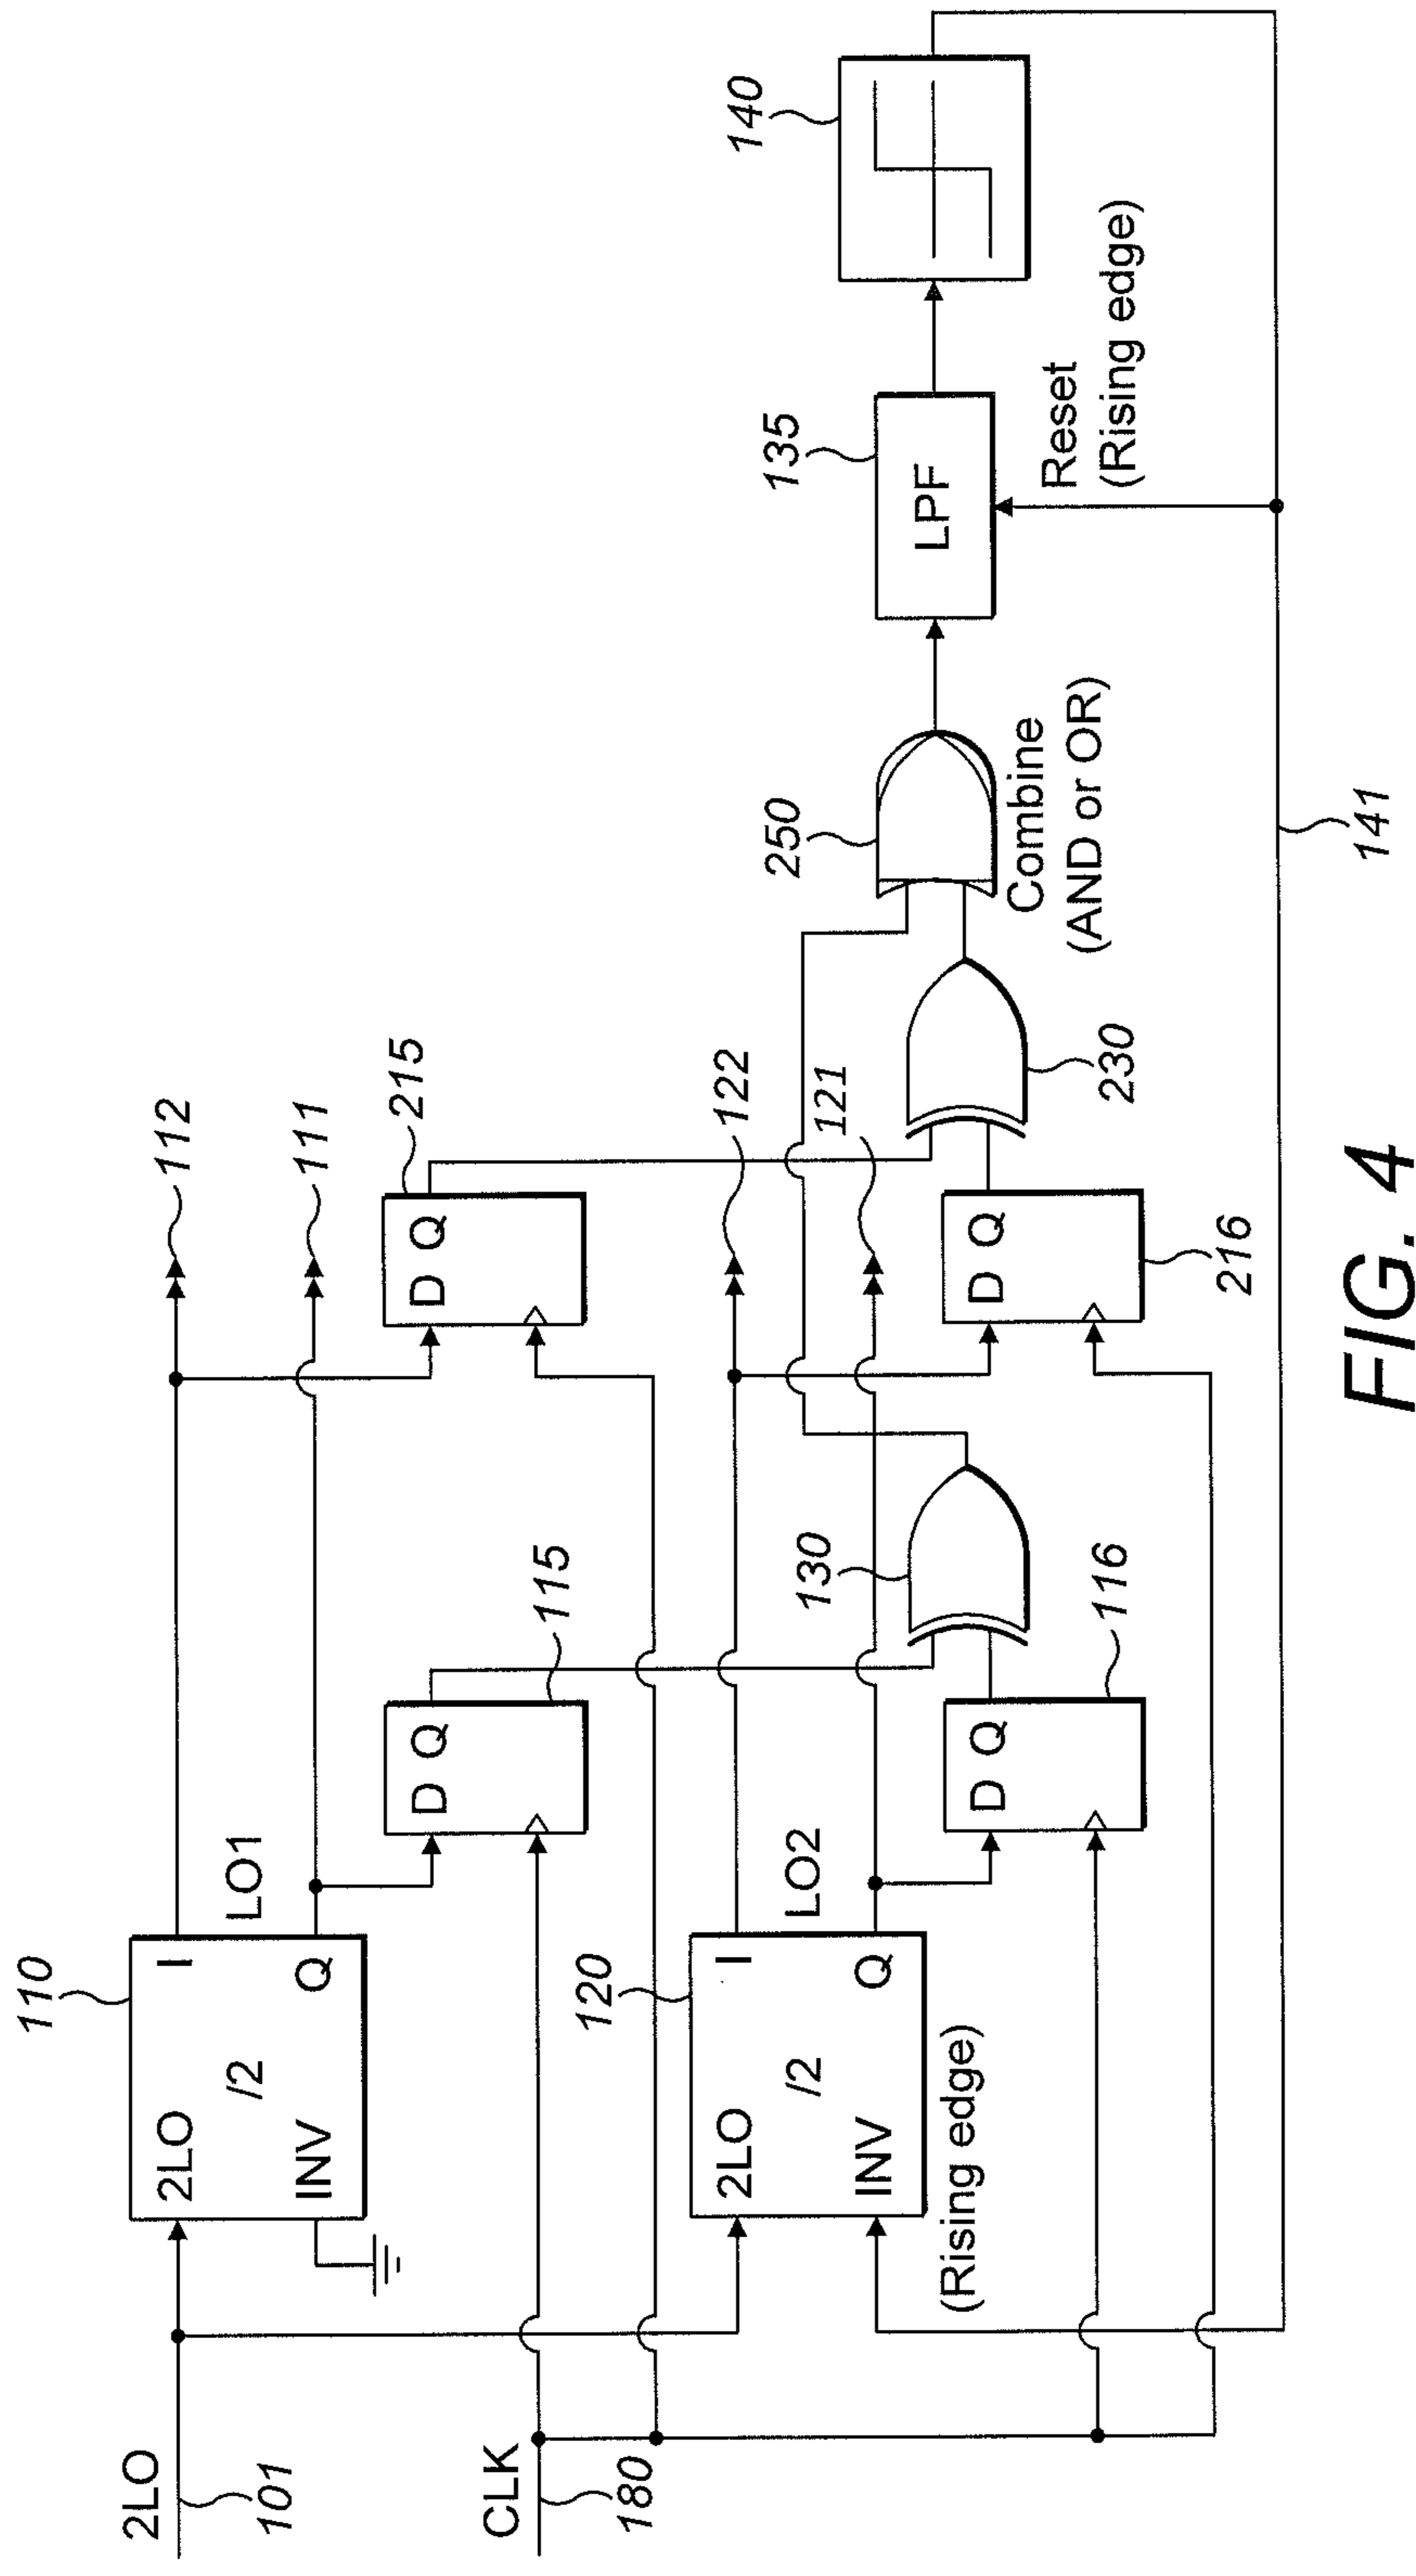 2LO
101
CLK
180
110
2LO
I
/2
INV
Q
LO1
112
111
115
D Q
215
D Q
120
2LO
I
/2
INV
Q
LO2
(Rising edge)
122
121
116
D Q
130
216
D Q
230
250
Combine
(AND or OR)
135
LPF
Reset
(Rising edge)
140
141
FIG. 4